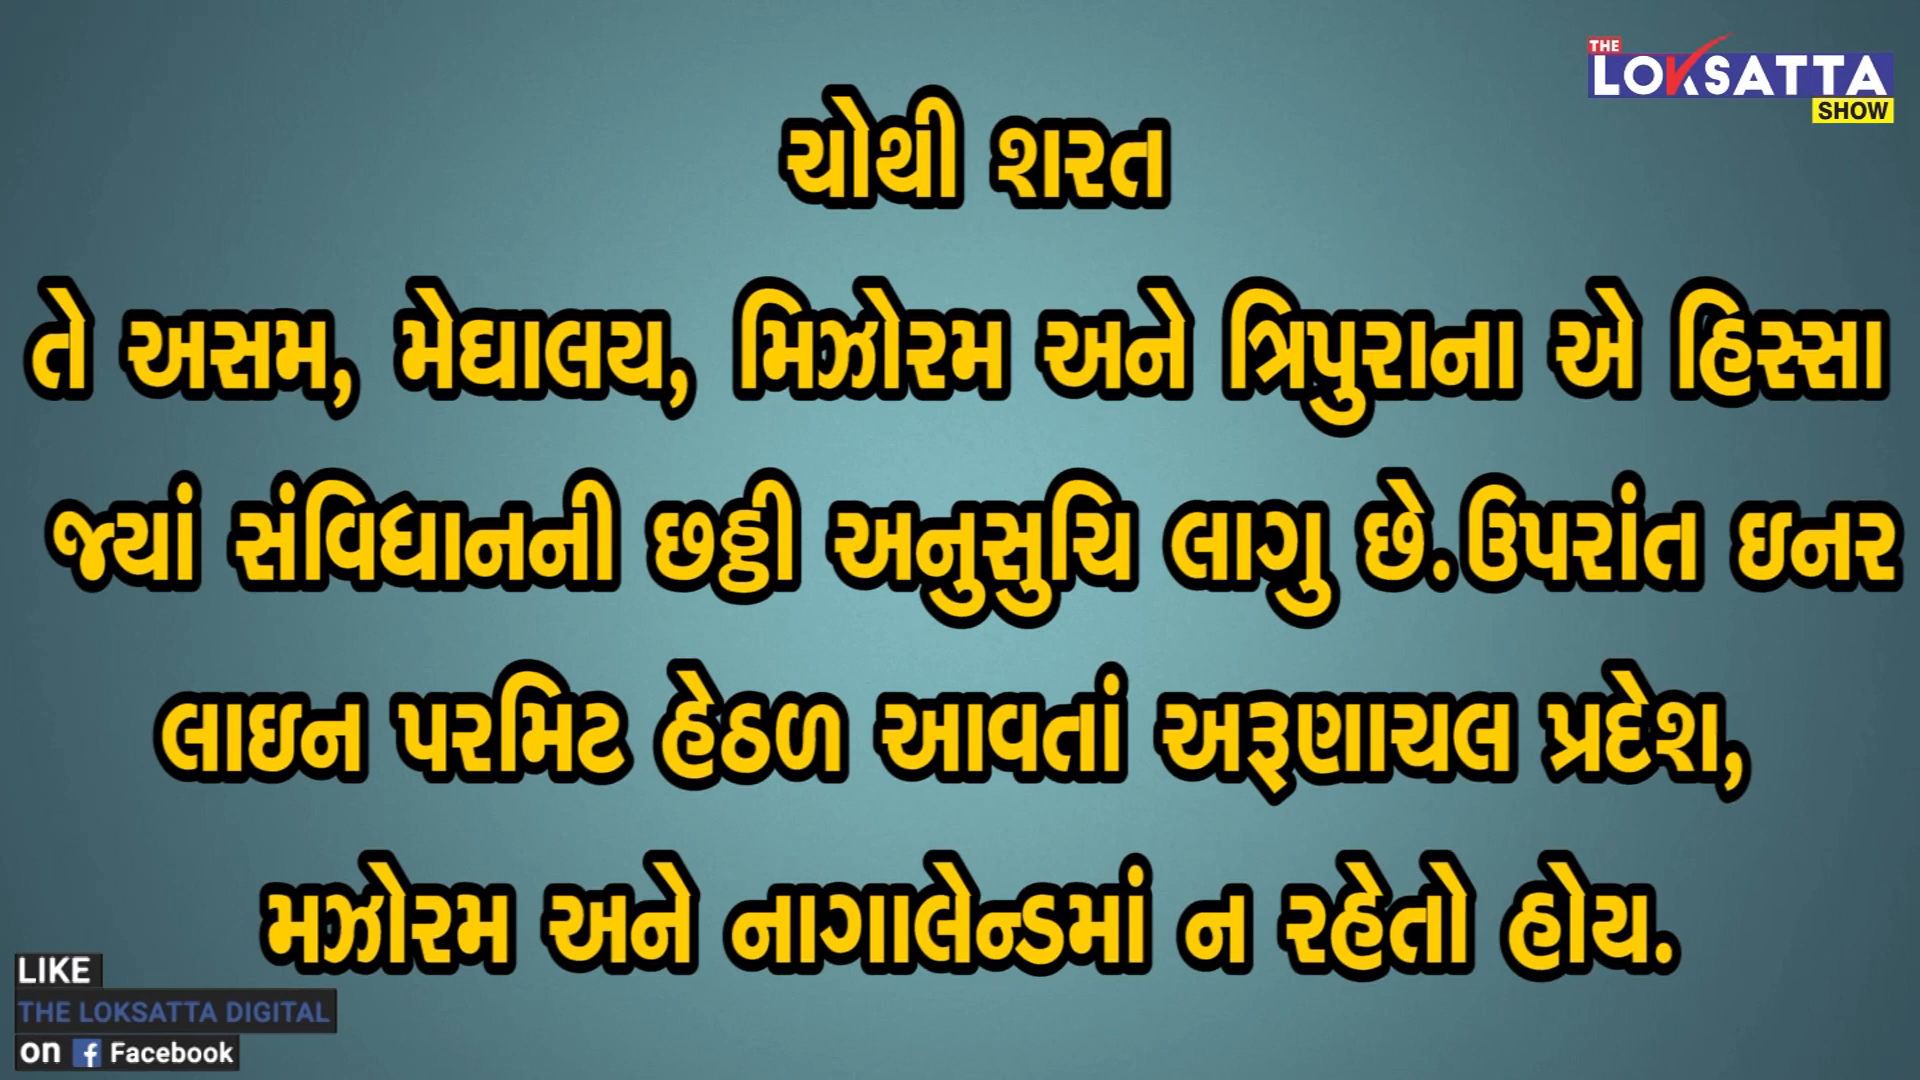 THE
LOKSATTA
SHOW
ચોથી શરત
તે અસમ, મેઘાલય, મિઝોરમ અને ત્રિપુરાના એ હિસ્સા
જ્યાં સંવિધાનની છઠ્ઠી અનુસુચિ લાગુ છે.ઉપરાંત ઇનર
લાઇન પરમિટ હેઠળ આવતાં અરૂણાચલ પ્રદેશ,
મઝોરમ અને નાગાલેન્ડમાં ન રહેતો હોય.
LIKE
THE LOKSATTA DIGITAL
on f Facebook